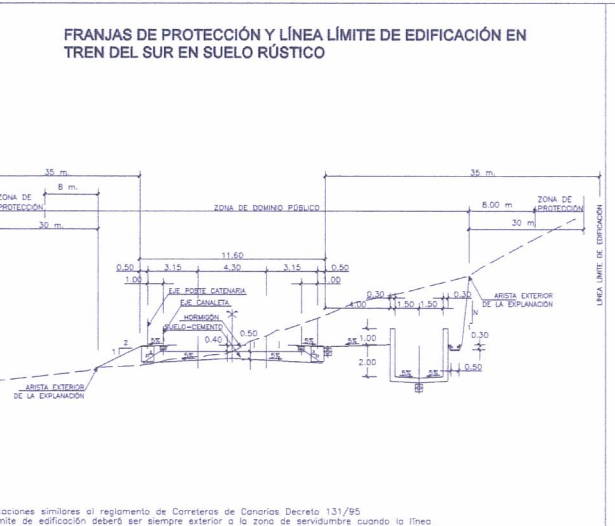 FRANJAS DE PROTECCIÓN Y LÍNEA LÍMITE DE EDIFICACIÓN EN
TREN DEL SUR EN SUELO RÚSTICO
35 m.
35 m.
8 m.
ZONA DE
PROTECCIÓN
ZONA DE DOMINIO PÚBLICO
8.00 m
ZONA DE
PROTECCIÓN
30 m.
30 m.
LINEA LÍMITE DE EDIFICACIÓN
11.60
0.50 3.15 4.30 3.15 0.50
1.00 1.00
EJE POSTE CATENARIA
EJE CANALETA
HORMIGÓN
SUELO-CEMENTO
0.40
0.50
4.00
0.30
1.50 1.50
0.30
ARISTA EXTERIOR
DE LA EXPLANACIÓN
N
1
2
1
5%
5%
5%
5%
5%
1.00
2.00
5%
5%
0.30
0.50
ARISTA EXTERIOR
DE LA EXPLANACIÓN
aciones similares al reglamento de Carreteras de Canarias Decreto 131/95
mite de edificación deberá ser siempre exterior a la zona de servidumbre cuando la línea